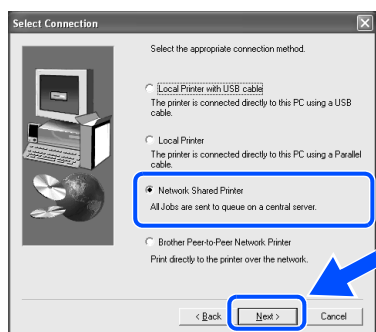 Select Connection
Select the appropriate connection method.
Local Printer with USB cable
The printer is connected directly to this PC using a USB
cable.
Local Printer
The printer is connected directly to this PC using a Parallel
cable.
Network Shared Printer
All Jobs are sent to queue on a central server.
Brother Peer-to-Peer Network Printer
Print directly to the printer over the network.
< Back
Next >
Cancel